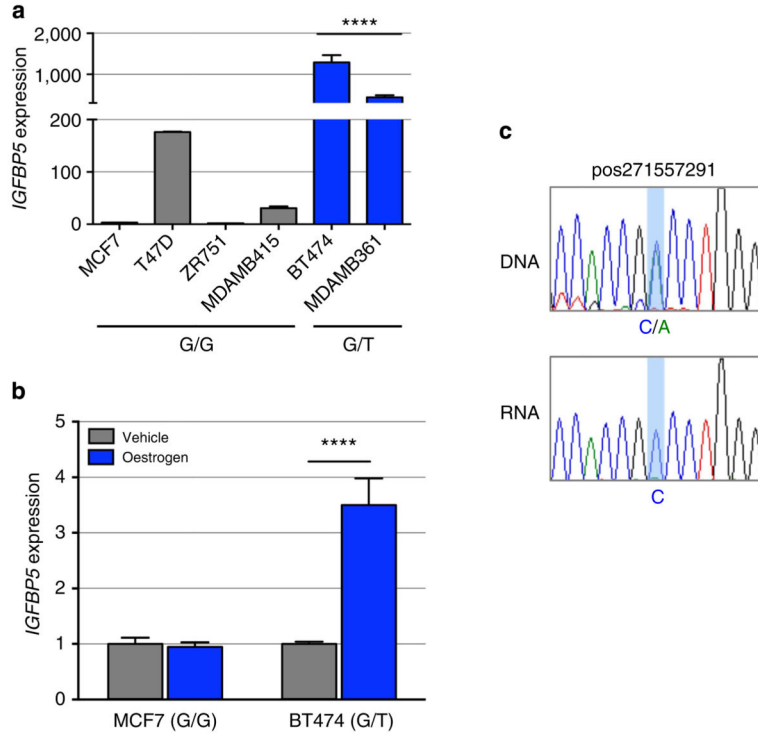 a
****
2,000
1,000
200
100
0
IGFBP5 expression
MCF7
T47D
ZR751
MDAMB415
BT474
MDAMB361
G/G
G/T
b
5
4
3
2
1
0
IGFBP5 expression
Vehicle
Oestrogen
****
MCF7 (G/G)
BT474 (G/T)
c
pos271557291
DNA
C/A
RNA
C